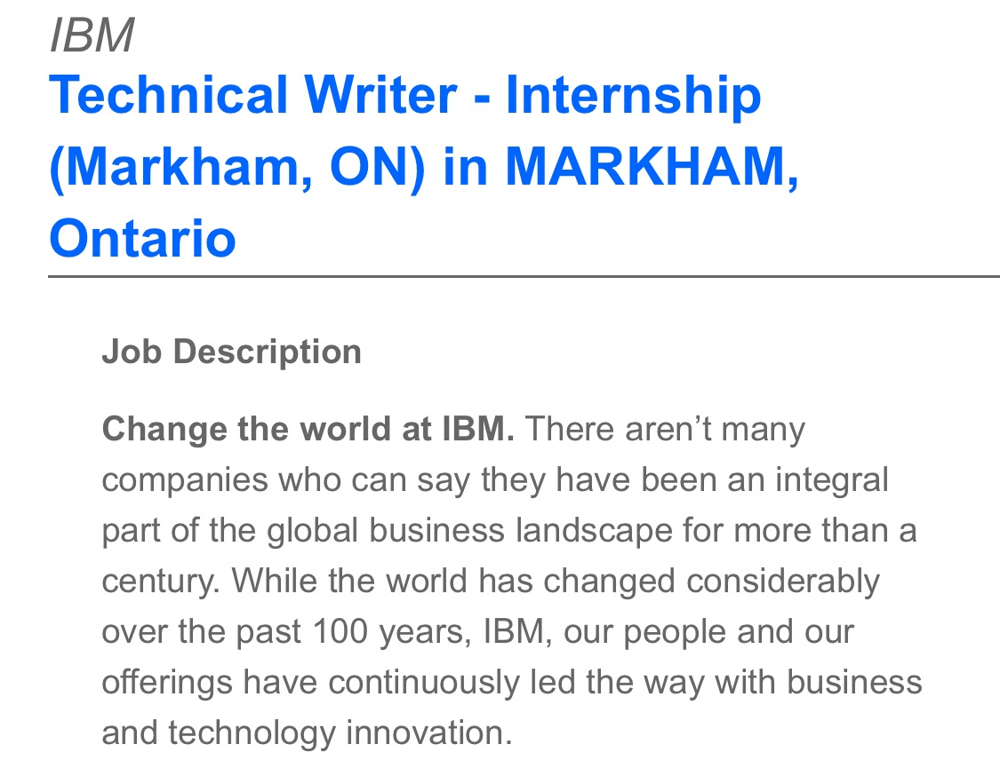 IBM
Technical Writer - Internship
(Markham, ON) in MARKHAM,
Ontario
Job Description
Change the world at IBM. There aren’t many
companies who can say they have been an integral
part of the global business landscape for more than a
century. While the world has changed considerably
over the past 100 years, IBM, our people and our
offerings have continuously led the way with business
and technology innovation.